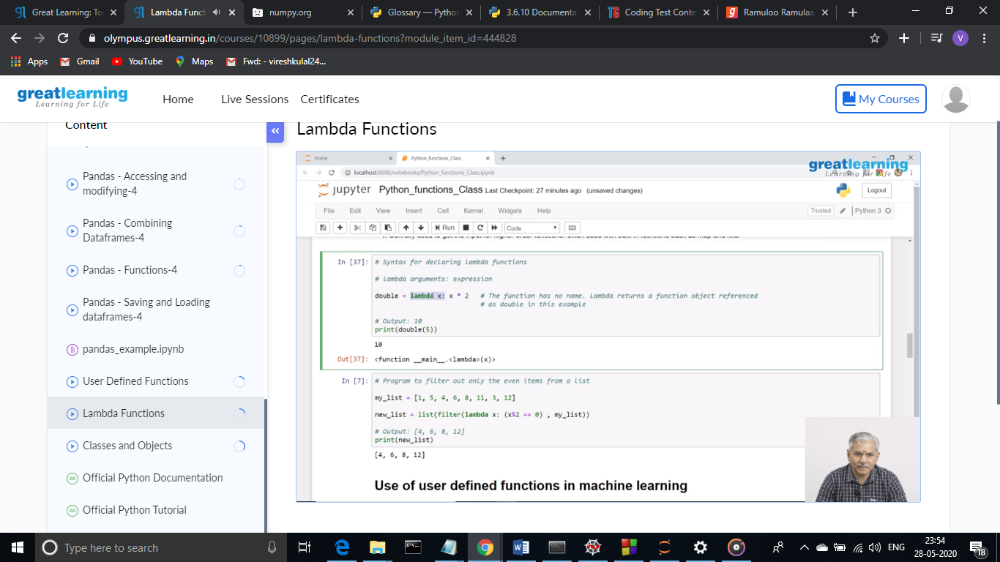 Great Learning: To
Lambda Funct
numpy.org
Glossary — Python
3.6.10 Documenta
Coding Test Conte
Ramuloo Ramulaa
olympus.greatlearning.in/courses/10899/pages/lambda-functions?module_item_id=444828
V
Apps
Gmail
YouTube
Maps
Fwd: - vireshkulal24...
greatlearning
Learning for Life
Home
Live Sessions
Certificates
My Courses
Content
Pandas - Accessing and
modifying-4
Pandas - Combining
Dataframes-4
Pandas - Functions-4
Pandas - Saving and Loading
dataframes-4
pandas_example.ipynb
User Defined Functions
Lambda Functions
Classes and Objects
Official Python Documentation
Official Python Tutorial
Lambda Functions
Home
Python_functions_Class
localhost:8888/notebooks/Python_functions_Class.ipynb
greatlearning
Learning for Life
jupyter Python_functions_Class Last Checkpoint: 27 minutes ago (unsaved changes)
Logout
File Edit View Insert Cell Kernel Widgets Help
Trusted
Python 3
Run
Code
In [37]: # Syntax for declaring lambda functions
# Lambda arguments: expression
double = lambda x: x * 2 # The function has no name. Lambda returns a function object referenced
# as double in this example
# Output: 10
print(double(5))
10
Out[37]: <function __main__.<lambda>(x)>
In [7]: # Program to filter out only the even items from a list
my_list = [1, 5, 4, 6, 8, 11, 3, 12]
new_list = list(filter(lambda x: (x%2 == 0) , my_list))
# Output: [4, 6, 8, 12]
print(new_list)
[4, 6, 8, 12]
Use of user defined functions in machine learning
Type here to search
ENG
23:54
28-05-2020
18